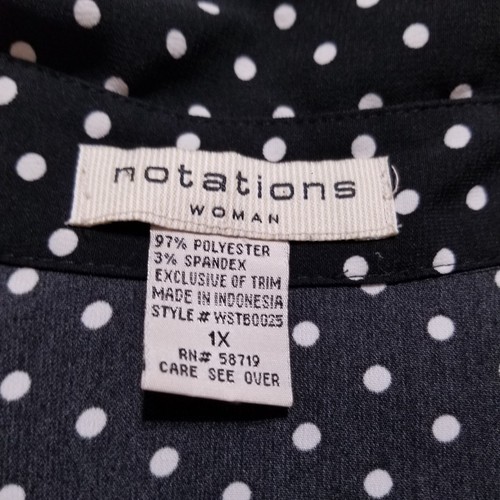 notations
WOMAN
97% POLYESTER
3% SPANDEX
EXCLUSIVE OF TRIM
MADE IN INDONESIA
STYLE # WST60025
1X
RN# 58719
CARE SEE OVER